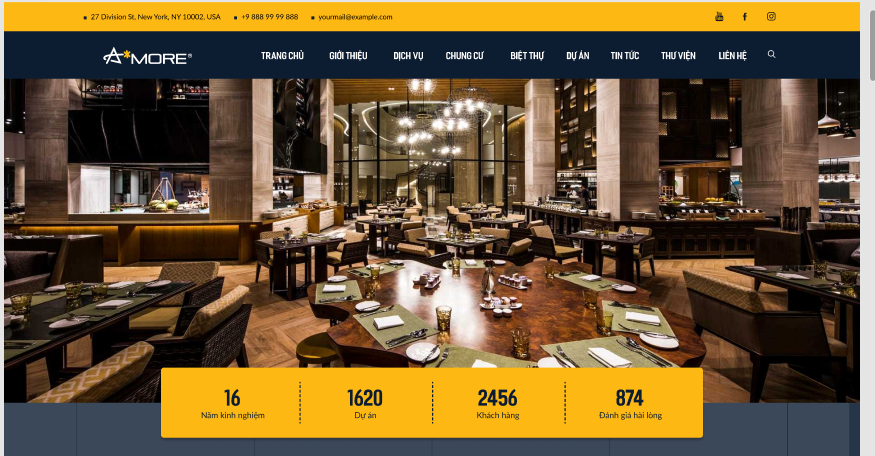 27 Division St, New York, NY 10002, USA +9 888 99 99 888 yourmail@example.com
A*MORE® TRANG CHỦ GIỚI THIỆU DỊCH VỤ CHUNG CƯ BIỆT THỰ DỰ ÁN TIN TỨC THƯ VIỆN LIÊN HỆ
16 1620 2456 874
Năm kinh nghiệm Dự án Khách hàng Đánh giá hài lòng